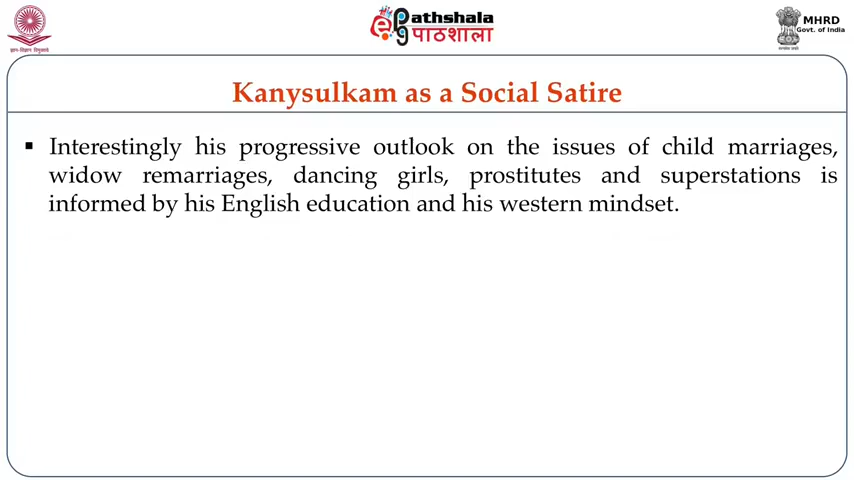 ज्ञान-विज्ञान विमुक्तये
ePathshala
पाठशाला
MHRD
Govt. of India
Kanysulkam as a Social Satire
▪ Interestingly his progressive outlook on the issues of child marriages,
widow remarriages, dancing girls, prostitutes and superstations is
informed by his English education and his western mindset.